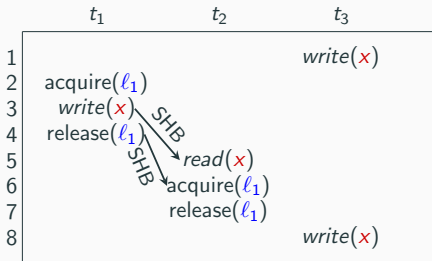 t₁ t₂ t₃
1 write(x)
2 acquire(ℓ₁)
3 write(x)
SHB
4 release(ℓ₁)
SHB
5 read(x)
6 acquire(ℓ₁)
7 release(ℓ₁)
8 write(x)